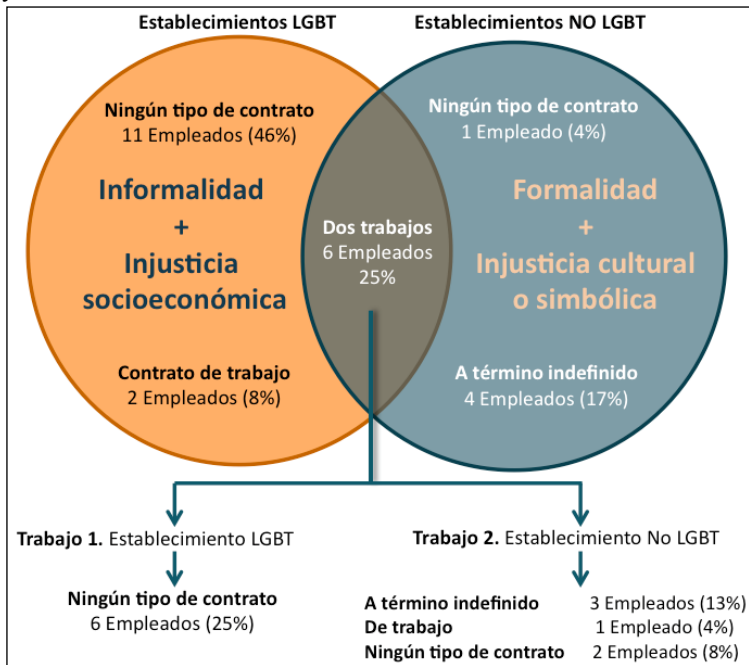 Establecimientos LGBT
Establecimientos NO LGBT
Ningún tipo de contrato
11 Empleados (46%)
Informalidad
+
Injusticia
socioeconómica
Contrato de trabajo
2 Empleados (8%)
Dos trabajos
6 Empleados
25%
Ningún tipo de contrato
1 Empleado (4%)
Formalidad
+
Injusticia cultural
o simbólica
A término indefinido
4 Empleados (17%)
Trabajo 1. Establecimiento LGBT
Ningún tipo de contrato
6 Empleados (25%)
Trabajo 2. Establecimiento No LGBT
A término indefinido 3 Empleados (13%)
De trabajo 1 Empleado (4%)
Ningún tipo de contrato 2 Empleados (8%)